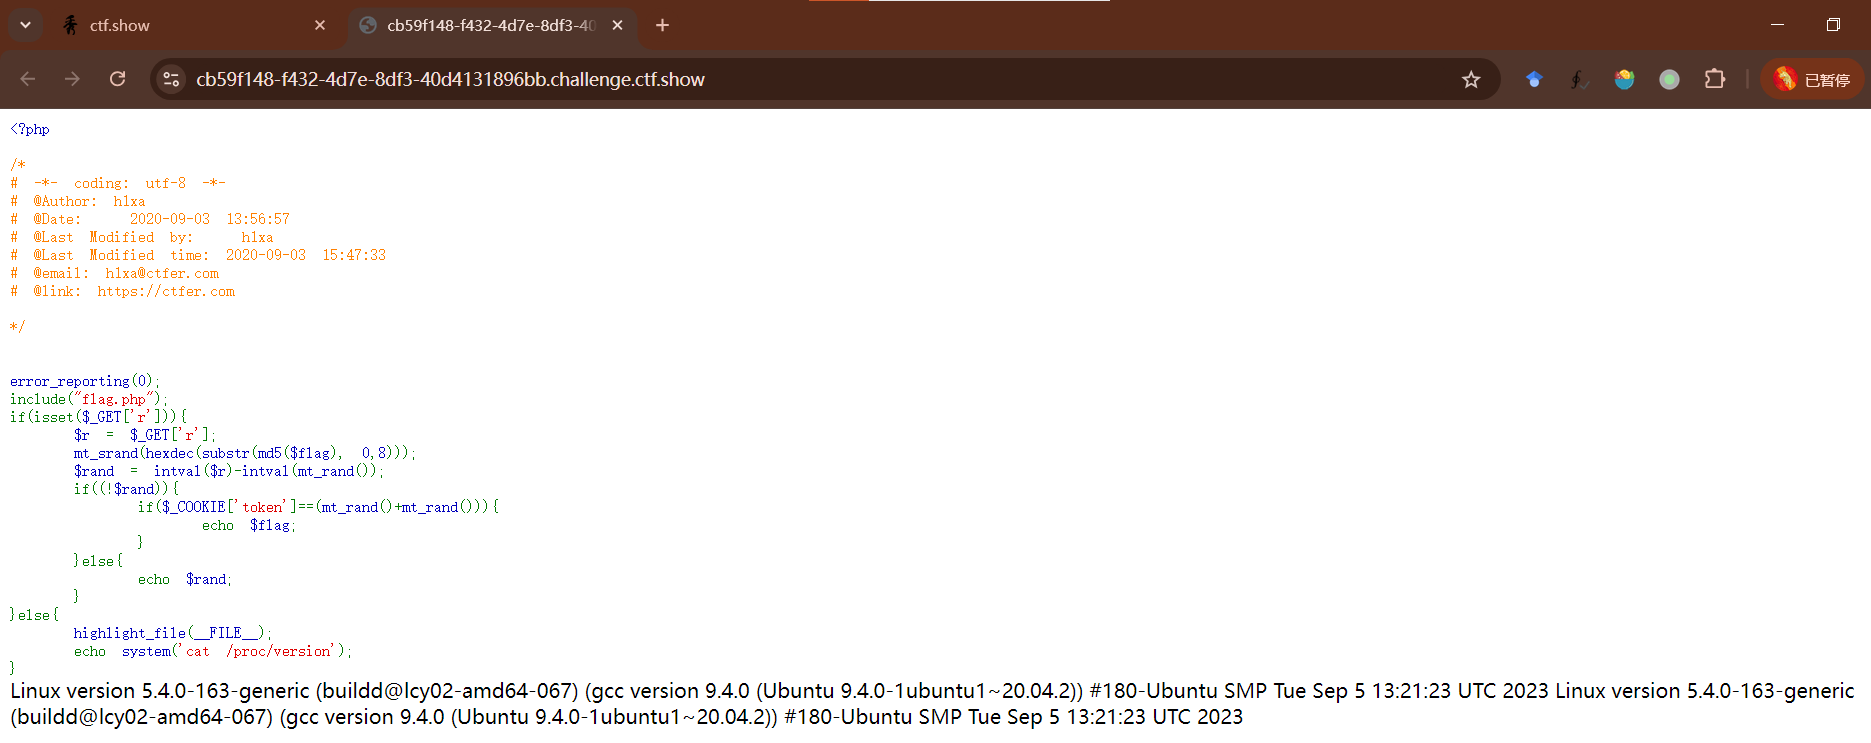 ctf.show
cb59f148-f432-4d7e-8df3-40
cb59f148-f432-4d7e-8df3-40d4131896bb.challenge.ctf.show
已暂停
<?php
/*
# -*- coding: utf-8 -*-
# @Author: h1xa
# @Date:   2020-09-03 13:56:57
# @Last Modified by:   h1xa
# @Last Modified time: 2020-09-03 15:47:33
# @email: h1xa@ctfer.com
# @link: https://ctfer.com
*/
error_reporting(0);
include("flag.php");
if(isset($_GET['r'])){
    $r = $_GET['r'];
    mt_srand(hexdec(substr(md5($flag), 0,8)));
    $rand = intval($r)-intval(mt_rand());
    if((!$rand)){
        if($_COOKIE['token']==(mt_rand()+mt_rand())){
            echo $flag;
        }
    }else{
        echo $rand;
    }
}else{
    highlight_file(__FILE__);
    echo system('cat /proc/version');
}
Linux version 5.4.0-163-generic (buildd@lcy02-amd64-067) (gcc version 9.4.0 (Ubuntu 9.4.0-1ubuntu1~20.04.2)) #180-Ubuntu SMP Tue Sep 5 13:21:23 UTC 2023 Linux version 5.4.0-163-generic
(buildd@lcy02-amd64-067) (gcc version 9.4.0 (Ubuntu 9.4.0-1ubuntu1~20.04.2)) #180-Ubuntu SMP Tue Sep 5 13:21:23 UTC 2023